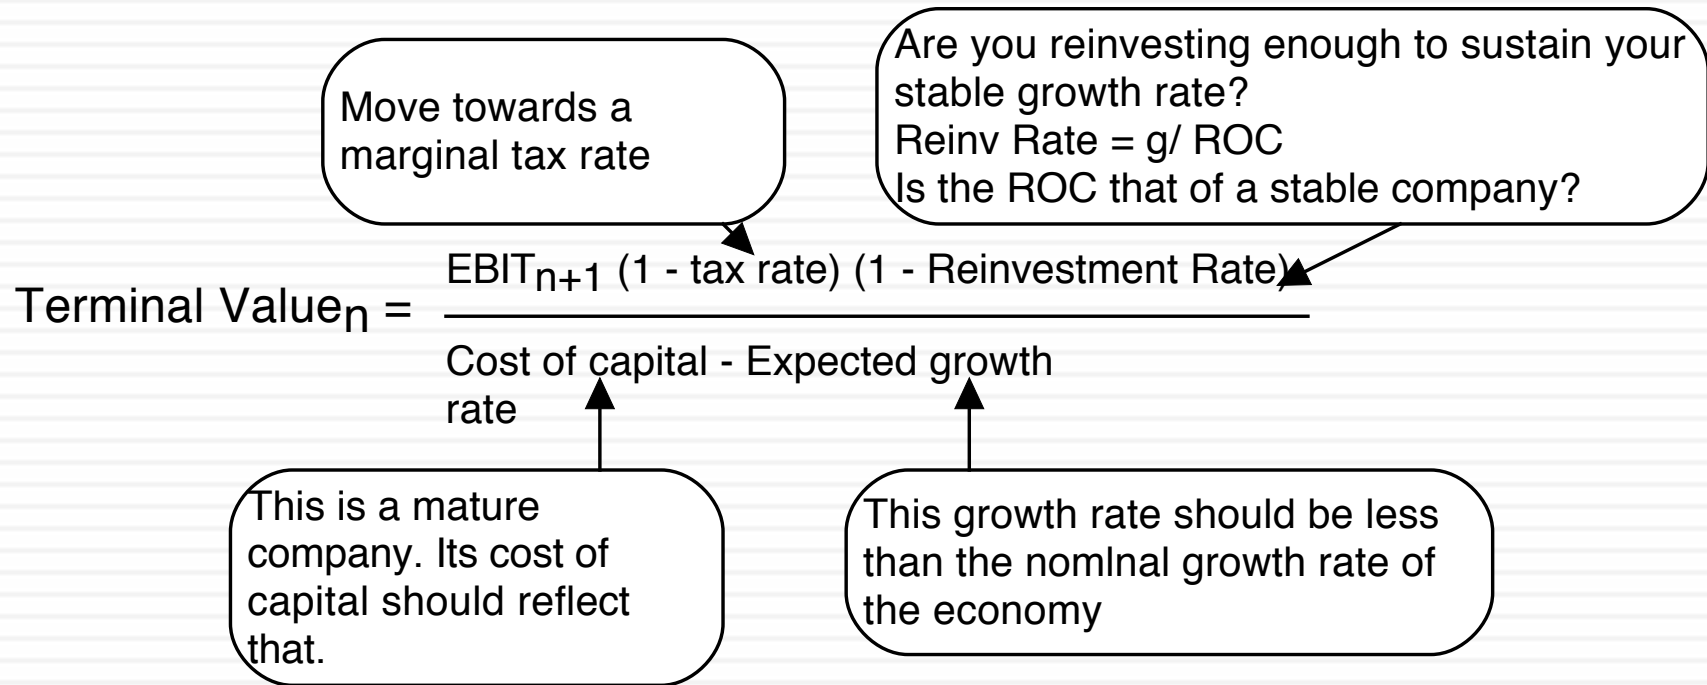 Move towards a
marginal tax rate
Are you reinvesting enough to sustain your
stable growth rate?
Reinv Rate = g/ ROC
Is the ROC that of a stable company?
EBITn+1 (1 - tax rate) (1 - Reinvestment Rate)
Terminal Valuen =
Cost of capital - Expected growth
rate
This is a mature
company. Its cost of
capital should reflect
that.
This growth rate should be less
than the nomInal growth rate of
the economy